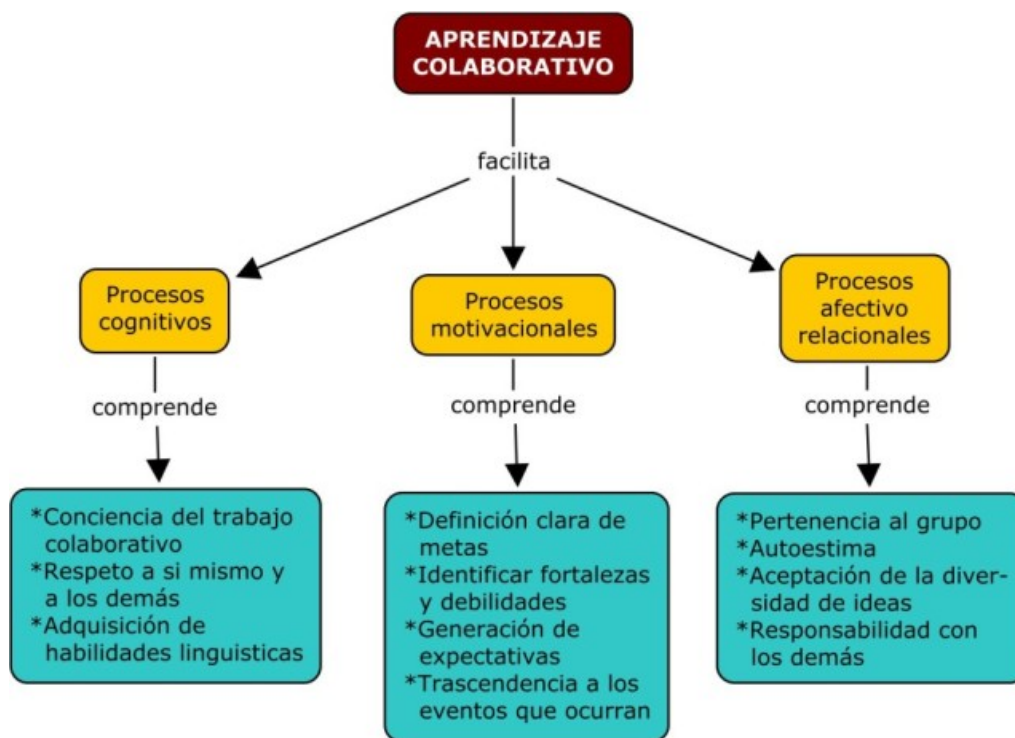 APRENDIZAJE
COLABORATIVO
facilita
Procesos
cognitivos
Procesos
motivacionales
Procesos
afectivo
relacionales
comprende
comprende
comprende
*Conciencia del trabajo
colaborativo
*Respeto a si mismo y
a los demás
*Adquisición de
habilidades linguisticas
*Definición clara de
metas
*Identificar fortalezas
y debilidades
*Generación de
expectativas
*Trascendencia a los
eventos que ocurran
*Pertenencia al grupo
*Autoestima
*Aceptación de la diver-
sidad de ideas
*Responsabilidad con
los demás